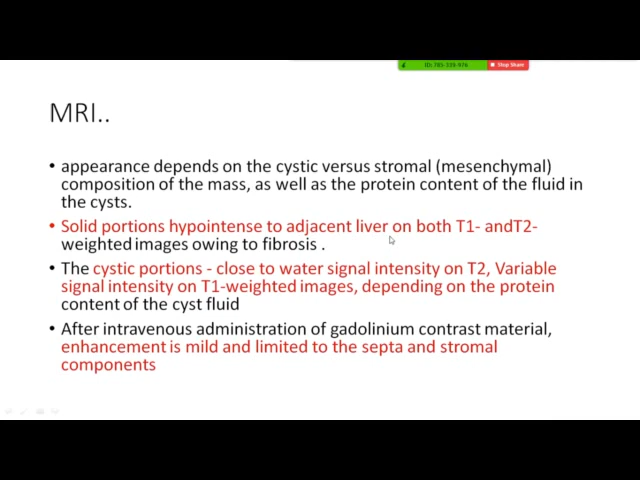 ID: 785-339-976 Stop Share
MRI..
• appearance depends on the cystic versus stromal (mesenchymal)
composition of the mass, as well as the protein content of the fluid in
the cysts.
• Solid portions hypointense to adjacent liver on both T1- andT2-
weighted images owing to fibrosis .
• The cystic portions - close to water signal intensity on T2, Variable
signal intensity on T1-weighted images, depending on the protein
content of the cyst fluid
• After intravenous administration of gadolinium contrast material,
enhancement is mild and limited to the septa and stromal
components